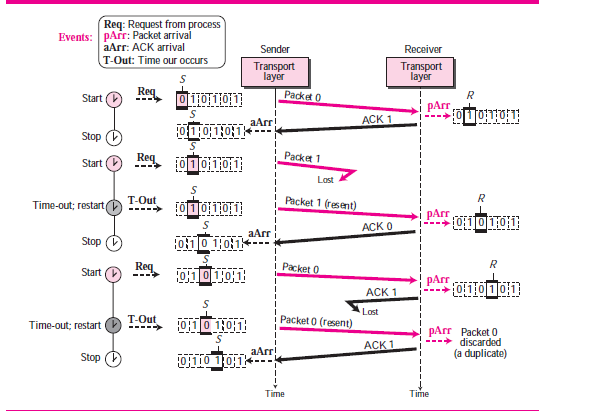 Events:
Req: Request from process
pArr: Packet arrival
aArr: ACK arrival
T-Out: Time our occurs
Sender
Receiver
Transport
layer
Transport
layer
Start
Req
S
0 1 0 1 0 1
Packet 0
pArr
R
0 1 0 1 0 1
Stop
S
0 1 0 1 0 1
aArr
ACK 1
Start
Req
S
0 1 0 1 0 1
Packet 1
Lost
Time-out; restart
T-Out
S
0 1 0 1 0 1
Packet 1 (resent)
pArr
R
0 1 0 1 0 1
Stop
S
0 1 0 1 0 1
aArr
ACK 0
Start
Req
S
0 1 0 1 0 1
Packet 0
pArr
R
0 1 0 1 0 1
ACK 1
Lost
Time-out; restart
T-Out
S
0 1 0 1 0 1
Packet 0 (resent)
pArr
Packet 0
discarded
(a duplicate)
Stop
S
0 1 0 1 0 1
aArr
ACK 1
Time
Time